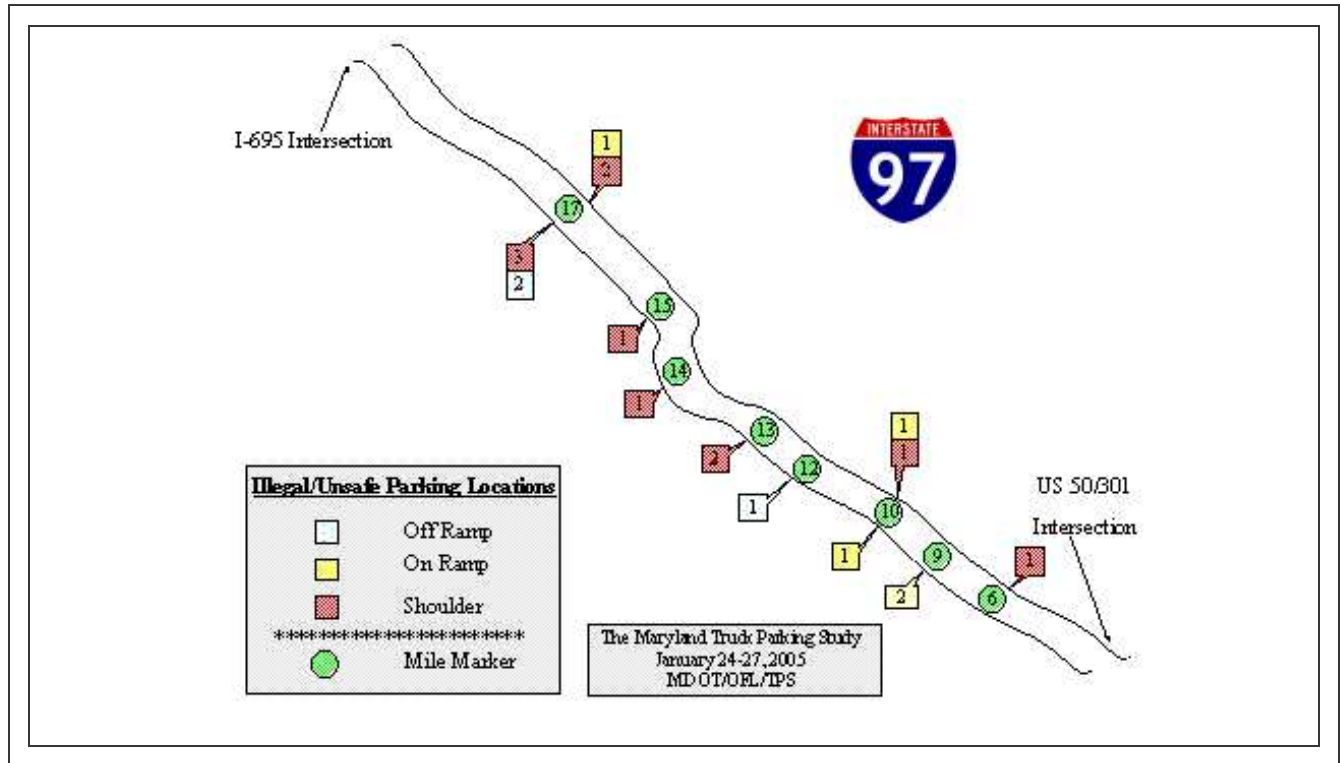 INTERSTATE
97
I-695 Intersection
1
2
17
3
2
15
1
14
1
13
2
12
1
1
1
10
1
9
2
US 50/301
Intersection
1
6
Illegal/Unsafe Parking Locations
Off Ramp
On Ramp
Shoulder
***********************
Mile Marker
The Maryland Truck Parking Study
January 24-27, 2005
MDOT/OFL/TPS